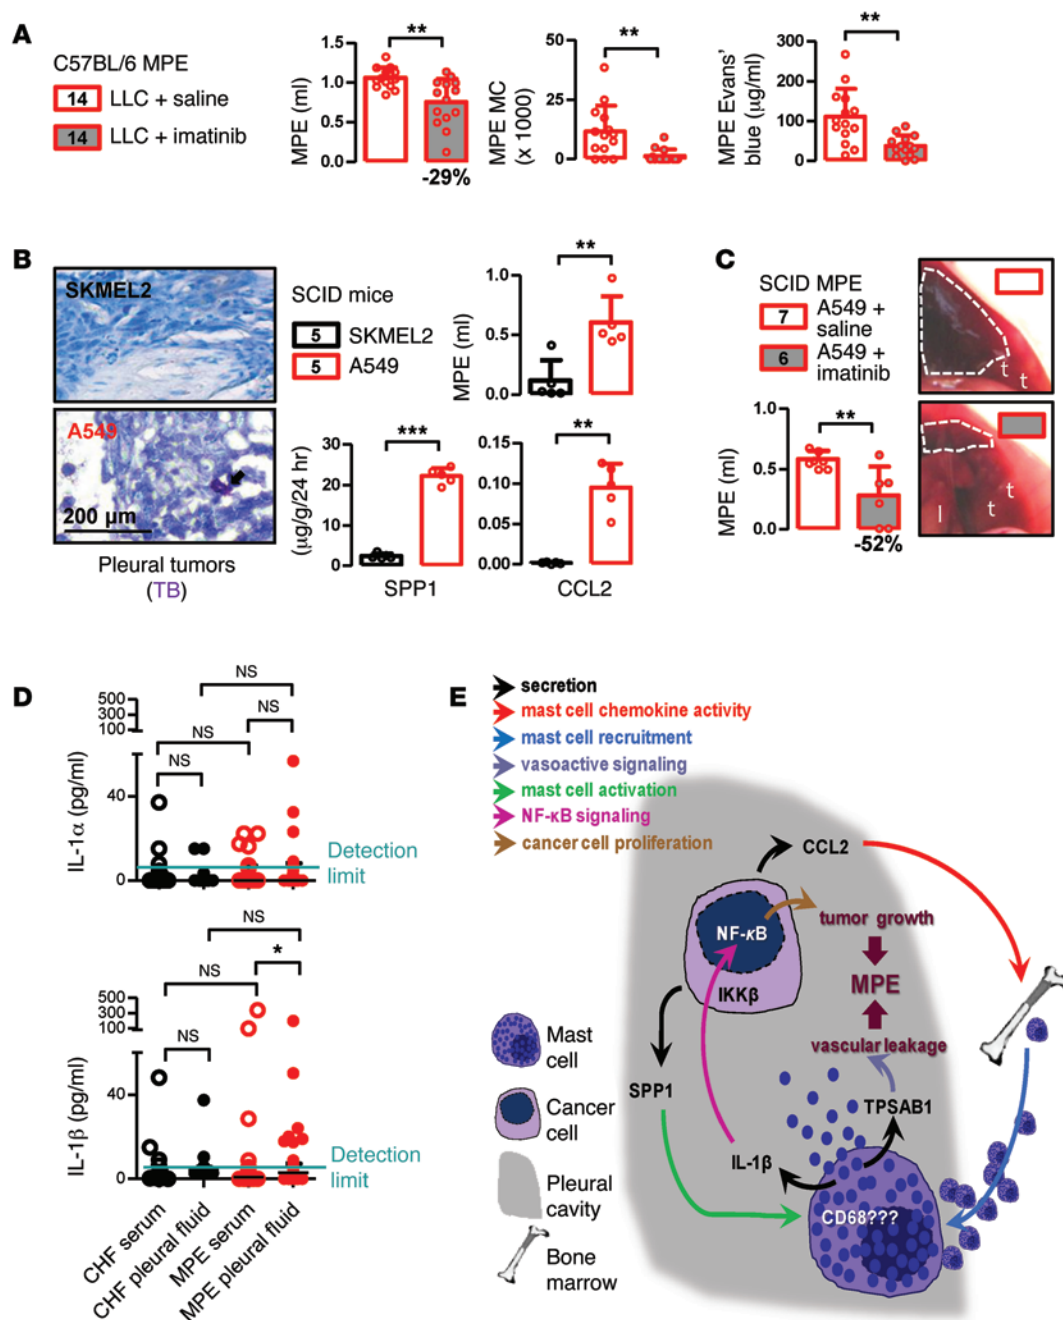 A
C57BL/6 MPE
14 LLC + saline
14 LLC + imatinib
MPE (ml)
1.5
1.0
0.5
0.0
**
-29%
MPE MC
(x 1000)
50
25
0
**
MPE Evans'
blue (µg/ml)
300
200
100
0
**
B
SKMEL2
A549
200 µm
Pleural tumors
(TB)
SCID mice
5 SKMEL2
5 A549
MPE (ml)
1.0
0.5
0.0
**
(µg/g/24 hr)
30
20
10
0
***
SPP1
0.15
0.10
0.05
0.00
**
CCL2
C
SCID MPE
7 A549 +
saline
6 A549 +
imatinib
MPE (ml)
1.0
0.5
0.0
**
-52%
t
t
l
t
t
D
IL-1α (pg/ml)
500
300
100
40
0
NS
NS
NS
NS
Detection
limit
IL-1β (pg/ml)
500
300
100
40
0
NS
NS
*
NS
Detection
limit
CHF serum
CHF pleural fluid
MPE serum
MPE pleural fluid
E
secretion
mast cell chemokine activity
mast cell recruitment
vasoactive signaling
mast cell activation
NF-κB signaling
cancer cell proliferation
CCL2
NF-κB
IKKβ
tumor growth
MPE
vascular leakage
SPP1
TPSAB1
IL-1β
CD68???
Mast
cell
Cancer
cell
Pleural
cavity
Bone
marrow